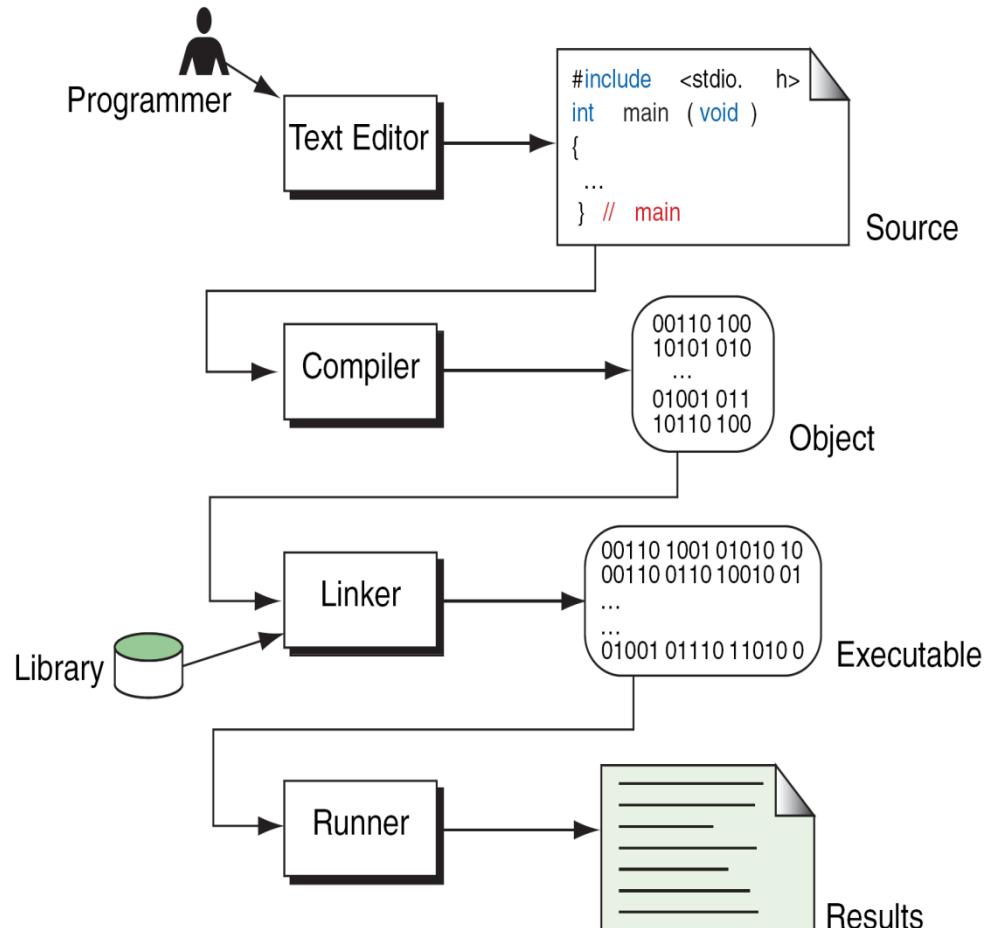 Programmer
Text Editor
#include <stdio. h>
int main ( void )
{
...
} // main
Source
Compiler
00110 100
10101 010
...
01001 011
10110 100
Object
Linker
00110 1001 01010 10
00110 0110 10010 01
...
...
01001 01110 11010 0
Library
Executable
Runner
Results